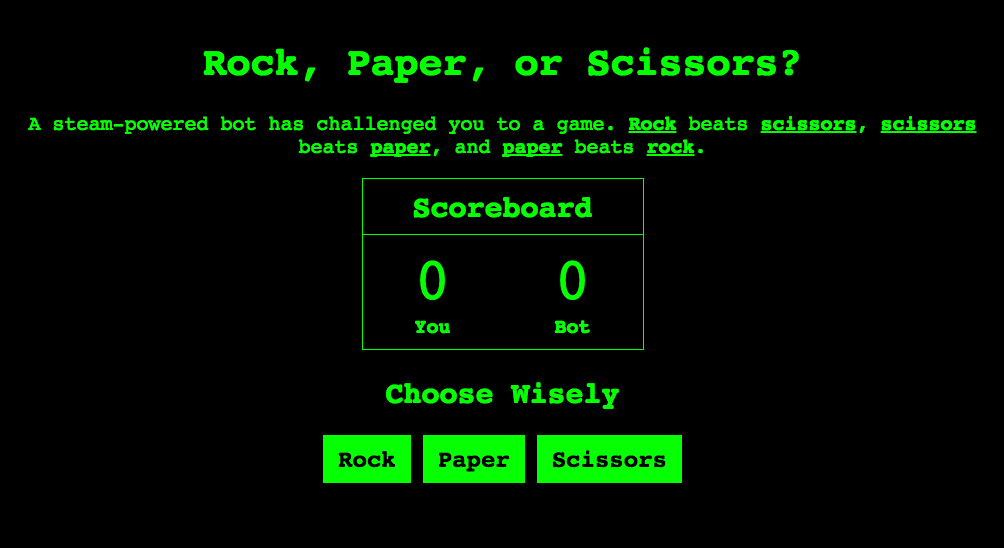 Rock, Paper, or Scissors?
A steam-powered bot has challenged you to a game. Rock beats scissors, scissors
beats paper, and paper beats rock.
Scoreboard
0 0
You Bot
Choose Wisely
Rock Paper Scissors